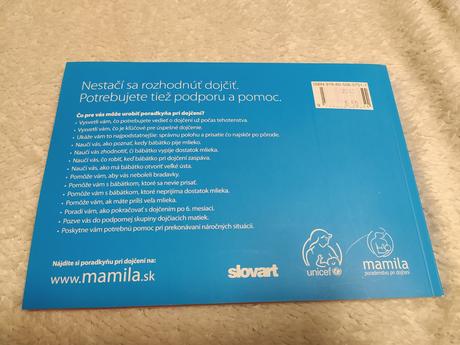 Nestačí sa rozhodnúť dojčiť.
Potrebujete tiež podporu a pomoc.
Čo pre vás môže urobiť poradkyňa pri dojčení?
• Vysvetlí vám, čo potrebujete vedieť o dojčení už počas tehotenstva.
• Vysvetlí vám, čo je kľúčové pre úspešné dojčenie.
• Ukáže vám to najpodstatnejšie: správnu polohu a prisatie čo najskôr po pôrode.
• Naučí vás, ako poznať, kedy bábätko pije mlieko.
• Naučí vás zhodnotiť, či bábätko vypije dostatok mlieka.
• Naučí vás, čo robiť, keď bábätko pri dojčení zaspáva.
• Naučí vás, ako má bábätko otvoriť veľké ústa.
• Pomôže vám, aby vás neboleli bradavky.
• Pomôže vám s bábätkom, ktoré sa nevie prisať.
• Pomôže vám s bábätkom, ktoré neprijíma dostatok mlieka.
• Pomôže vám, ak máte príliš veľa mlieka.
• Poradí vám, ako pokračovať s dojčením po 6. mesiaci.
• Pozve vás do podpornej skupiny dojčiacich matiek.
• Poskytne vám potrebnú pomoc pri prekonávaní náročných situácií.
Nájdite si poradkyňu pri dojčení na:
www.mamila.sk
slovart
unicef
mamila
poradenstvo pri dojčení